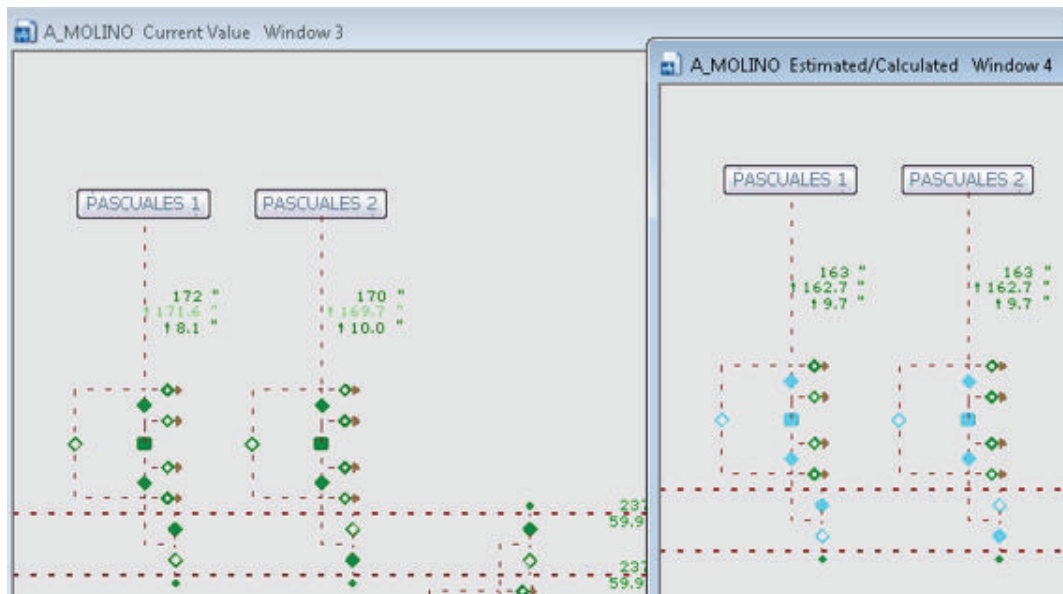 A_MOLINO Current Value Window 3
PASCUALES 1
PASCUALES 2
172 "
↑ 171.6 "
↑ 8.1 "
170 "
↑ 169.7 "
↑ 10.0 "
237
59.9
237
59.9
A_MOLINO Estimated/Calculated Window 4
PASCUALES 1
PASCUALES 2
163 "
↑ 162.7 "
↑ 9.7 "
163 "
↑ 162.7 "
↑ 9.7 "